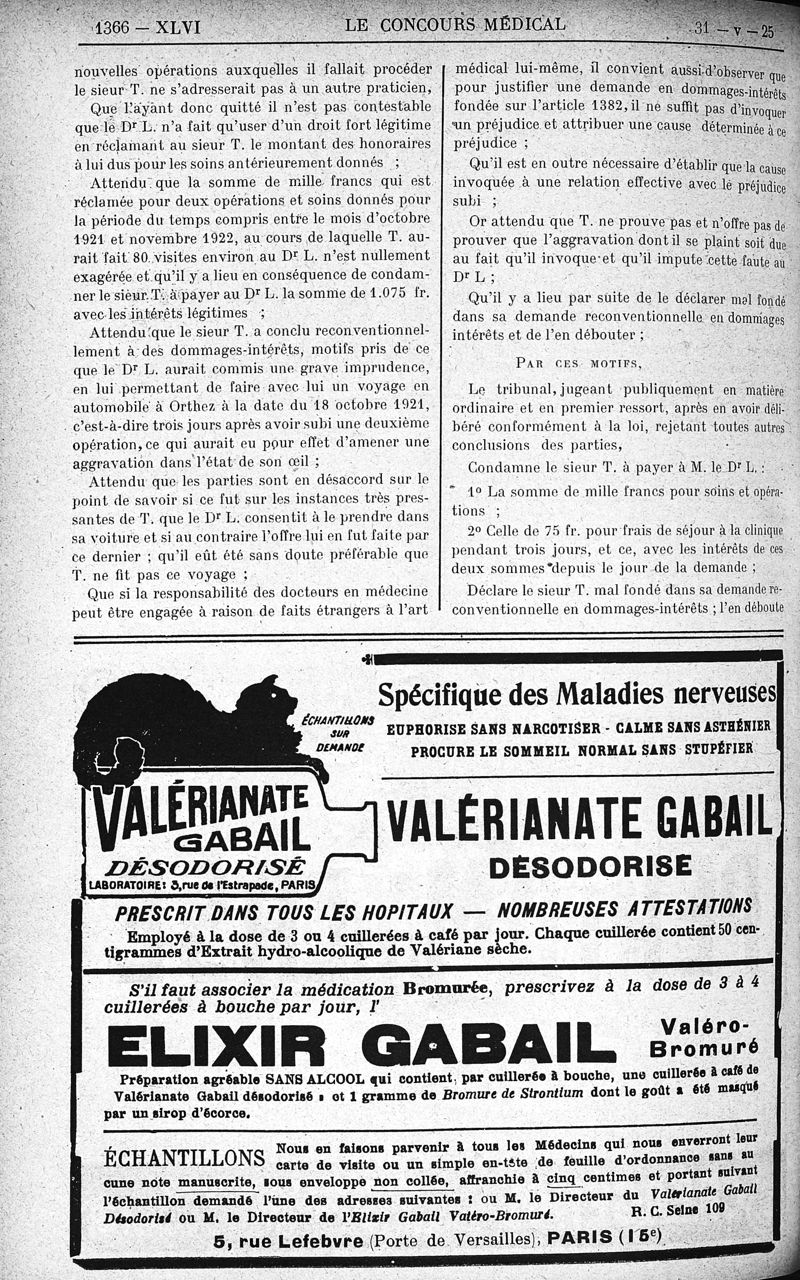 1366 — XLVI LE CONCOURS MÉDICAL 31 — V — 25
nouvelles opérations auxquelles il fallait procéder
le sieur T. ne s'adresserait pas à un autre praticien,
Que l'ayant donc quitté il n'est pas contestable
que le Dr L. n'a fait qu'user d'un droit fort légitime
en réclamant au sieur T. le montant des honoraires
à lui dus pour les soins antérieurement donnés ;
Attendu que la somme de mille francs qui est
réclamée pour deux opérations et soins donnés pour
la période du temps compris entre le mois d'octobre
1921 et novembre 1922, au cours de laquelle T. au-
rait fait 80 visites environ au Dr L. n'est nullement
exagérée et qu'il y a lieu en conséquence de condam-
ner le sieur T. à payer au Dr L. la somme de 1.075 fr.
avec les intérêts légitimes ;
Attendu que le sieur T. a conclu reconventionnel-
lement à des dommages-intérêts, motifs pris de ce
que le Dr L. aurait commis une grave imprudence,
en lui permettant de faire avec lui un voyage en
automobile à Orthez à la date du 18 octobre 1921,
c'est-à-dire trois jours après avoir subi une deuxième
opération, ce qui aurait eu pour effet d'amener une
aggravation dans l'état de son œil ;
Attendu que les parties sont en désaccord sur le
point de savoir si ce fut sur les instances très pres-
santes de T. que le Dr L. consentit à le prendre dans
sa voiture et si au contraire l'offre lui en fut faite par
ce dernier ; qu'il eût été sans doute préférable que
T. ne fit pas ce voyage ;
Que si la responsabilité des docteurs en médecine
peut être engagée à raison de faits étrangers à l'art
médical lui-même, il convient aussi d'observer que
pour justifier une demande en dommages-intérêts
fondée sur l'article 1382, il ne suffit pas d'invoquer
un préjudice et attribuer une cause déterminée à ce
préjudice ;
Qu'il est en outre nécessaire d'établir que la cause
invoquée à une relation effective avec le préjudice
subi ;
Or attendu que T. ne prouve pas et n'offre pas de
prouver que l'aggravation dont il se plaint soit due
au fait qu'il invoque et qu'il impute cette faute au
Dr L ;
Qu'il y a lieu par suite de le déclarer mal fondé
dans sa demande reconventionnelle en dommages
intérêts et de l'en débouter ;
PAR CES MOTIFS,
Le tribunal, jugeant publiquement en matière
ordinaire et en premier ressort, après en avoir déli-
béré conformément à la loi, rejetant toutes autres
conclusions des parties,
Condamne le sieur T. à payer à M. le Dr L. :
1º La somme de mille francs pour soins et opéra-
tions ;
2º Celle de 75 fr. pour frais de séjour à la clinique
pendant trois jours, et ce, avec les intérêts de ces
deux sommes depuis le jour de la demande ;
Déclare le sieur T. mal fondé dans sa demande re-
conventionnelle en dommages-intérêts ; l'en déboute
ÉCHANTILLONS
SUR
DEMANDE
VALÉRIANATE
GABAIL
DÉSODORISÉ
LABORATOIRE: 3, rue de l'Estrapade, PARIS
Spécifique des Maladies nerveuses
EUPHORISE SANS NARCOTISER - CALME SANS ASTHÉNIER
PROCURE LE SOMMEIL NORMAL SANS STUPÉFIER
VALÉRIANATE GABAIL
DÉSODORISÉ
PRESCRIT DANS TOUS LES HOPITAUX — NOMBREUSES ATTESTATIONS
Employé à la dose de 3 ou 4 cuillerées à café par jour. Chaque cuillerée contient 50 cen-
tigrammes d'Extrait hydro-alcoolique de Valériane sèche.
S'il faut associer la médication Bromurée, prescrivez à la dose de 3 à 4
cuillerées à bouche par jour, l'
ELIXIR GABAIL Valéro-
Bromuré
Préparation agréable SANS ALCOOL qui contient, par cuillerée à bouche, une cuillerée à café de
Valérianate Gabail désodorisé et 1 gramme de Bromure de Strontium dont le goût a été masqué
par un sirop d'écorce.
ÉCHANTILLONS Nous en faisons parvenir à tous les Médecins qui nous enverront leur
carte de visite ou un simple en-tête de feuille d'ordonnance sans au
cune note manuscrite, sous enveloppe non collée, affranchie à cinq centimes et portant suivant
l'échantillon demandé l'une des adresses suivantes : ou M. le Directeur du Valérianate Gabail
Désodorisé ou M. le Directeur de l'Elixir Gabail Valéro-Bromuré. R. C. Seine 109
5, rue Lefebvre (Porte de Versailles), PARIS (15e)